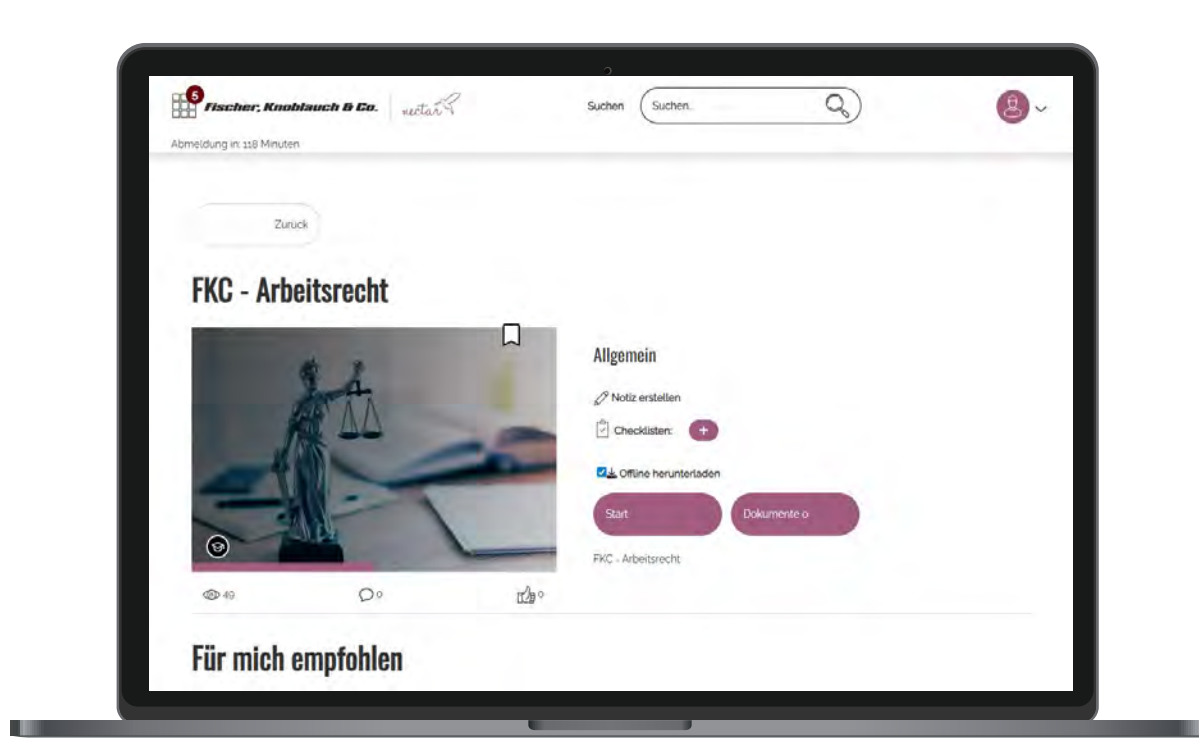 5
Fischer, Knoblauch & Co.
nectar
Suchen
Suchen.
Abmeldung in: 118 Minuten
Zurück
FKC - Arbeitsrecht
Allgemein
Notiz erstellen
Checklisten:
+
Offline herunterladen
Start
Dokumente 0
FKC - Arbeitsrecht
49
0
0
Für mich empfohlen